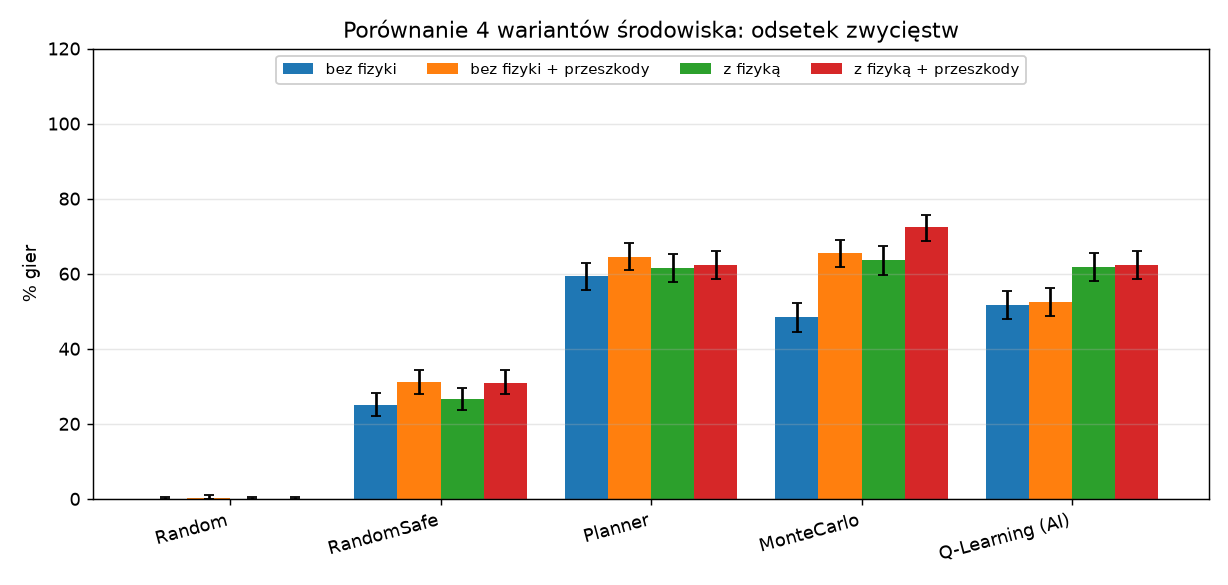 Porównanie 4 wariantów środowiska: odsetek zwycięstw
120
100
80
60
40
20
0
% gier
bez fizyki
bez fizyki + przeszkody
z fizyką
z fizyką + przeszkody
Random
RandomSafe
Planner
MonteCarlo
Q-Learning (AI)